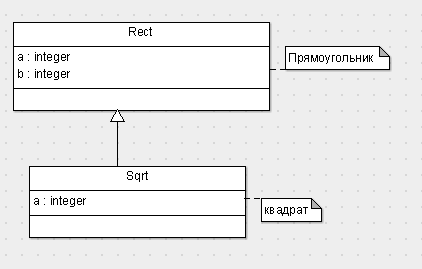 Rect
a : integer
b : integer
Прямоугольник
Sqrt
a : integer
квадрат